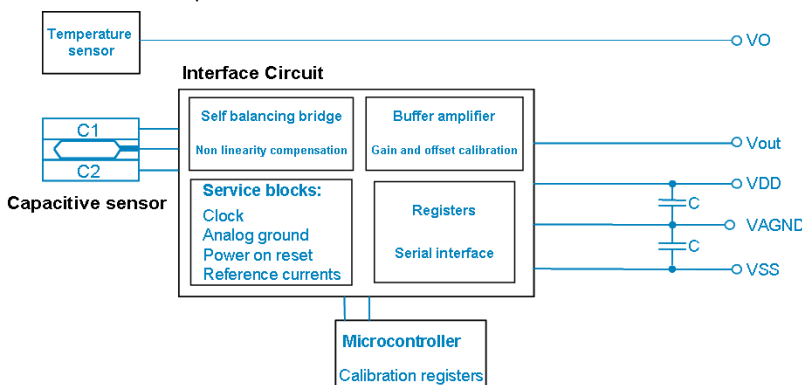 Temperature
sensor
VO
Interface Circuit
Self balancing bridge
Non linearity compensation
Buffer amplifier
Gain and offset calibration
C1
C2
Capacitive sensor
Vout
Service blocks:
Clock
Analog ground
Power on reset
Reference currents
Registers
Serial interface
VDD
C
VAGND
C
VSS
Microcontroller
Calibration registers